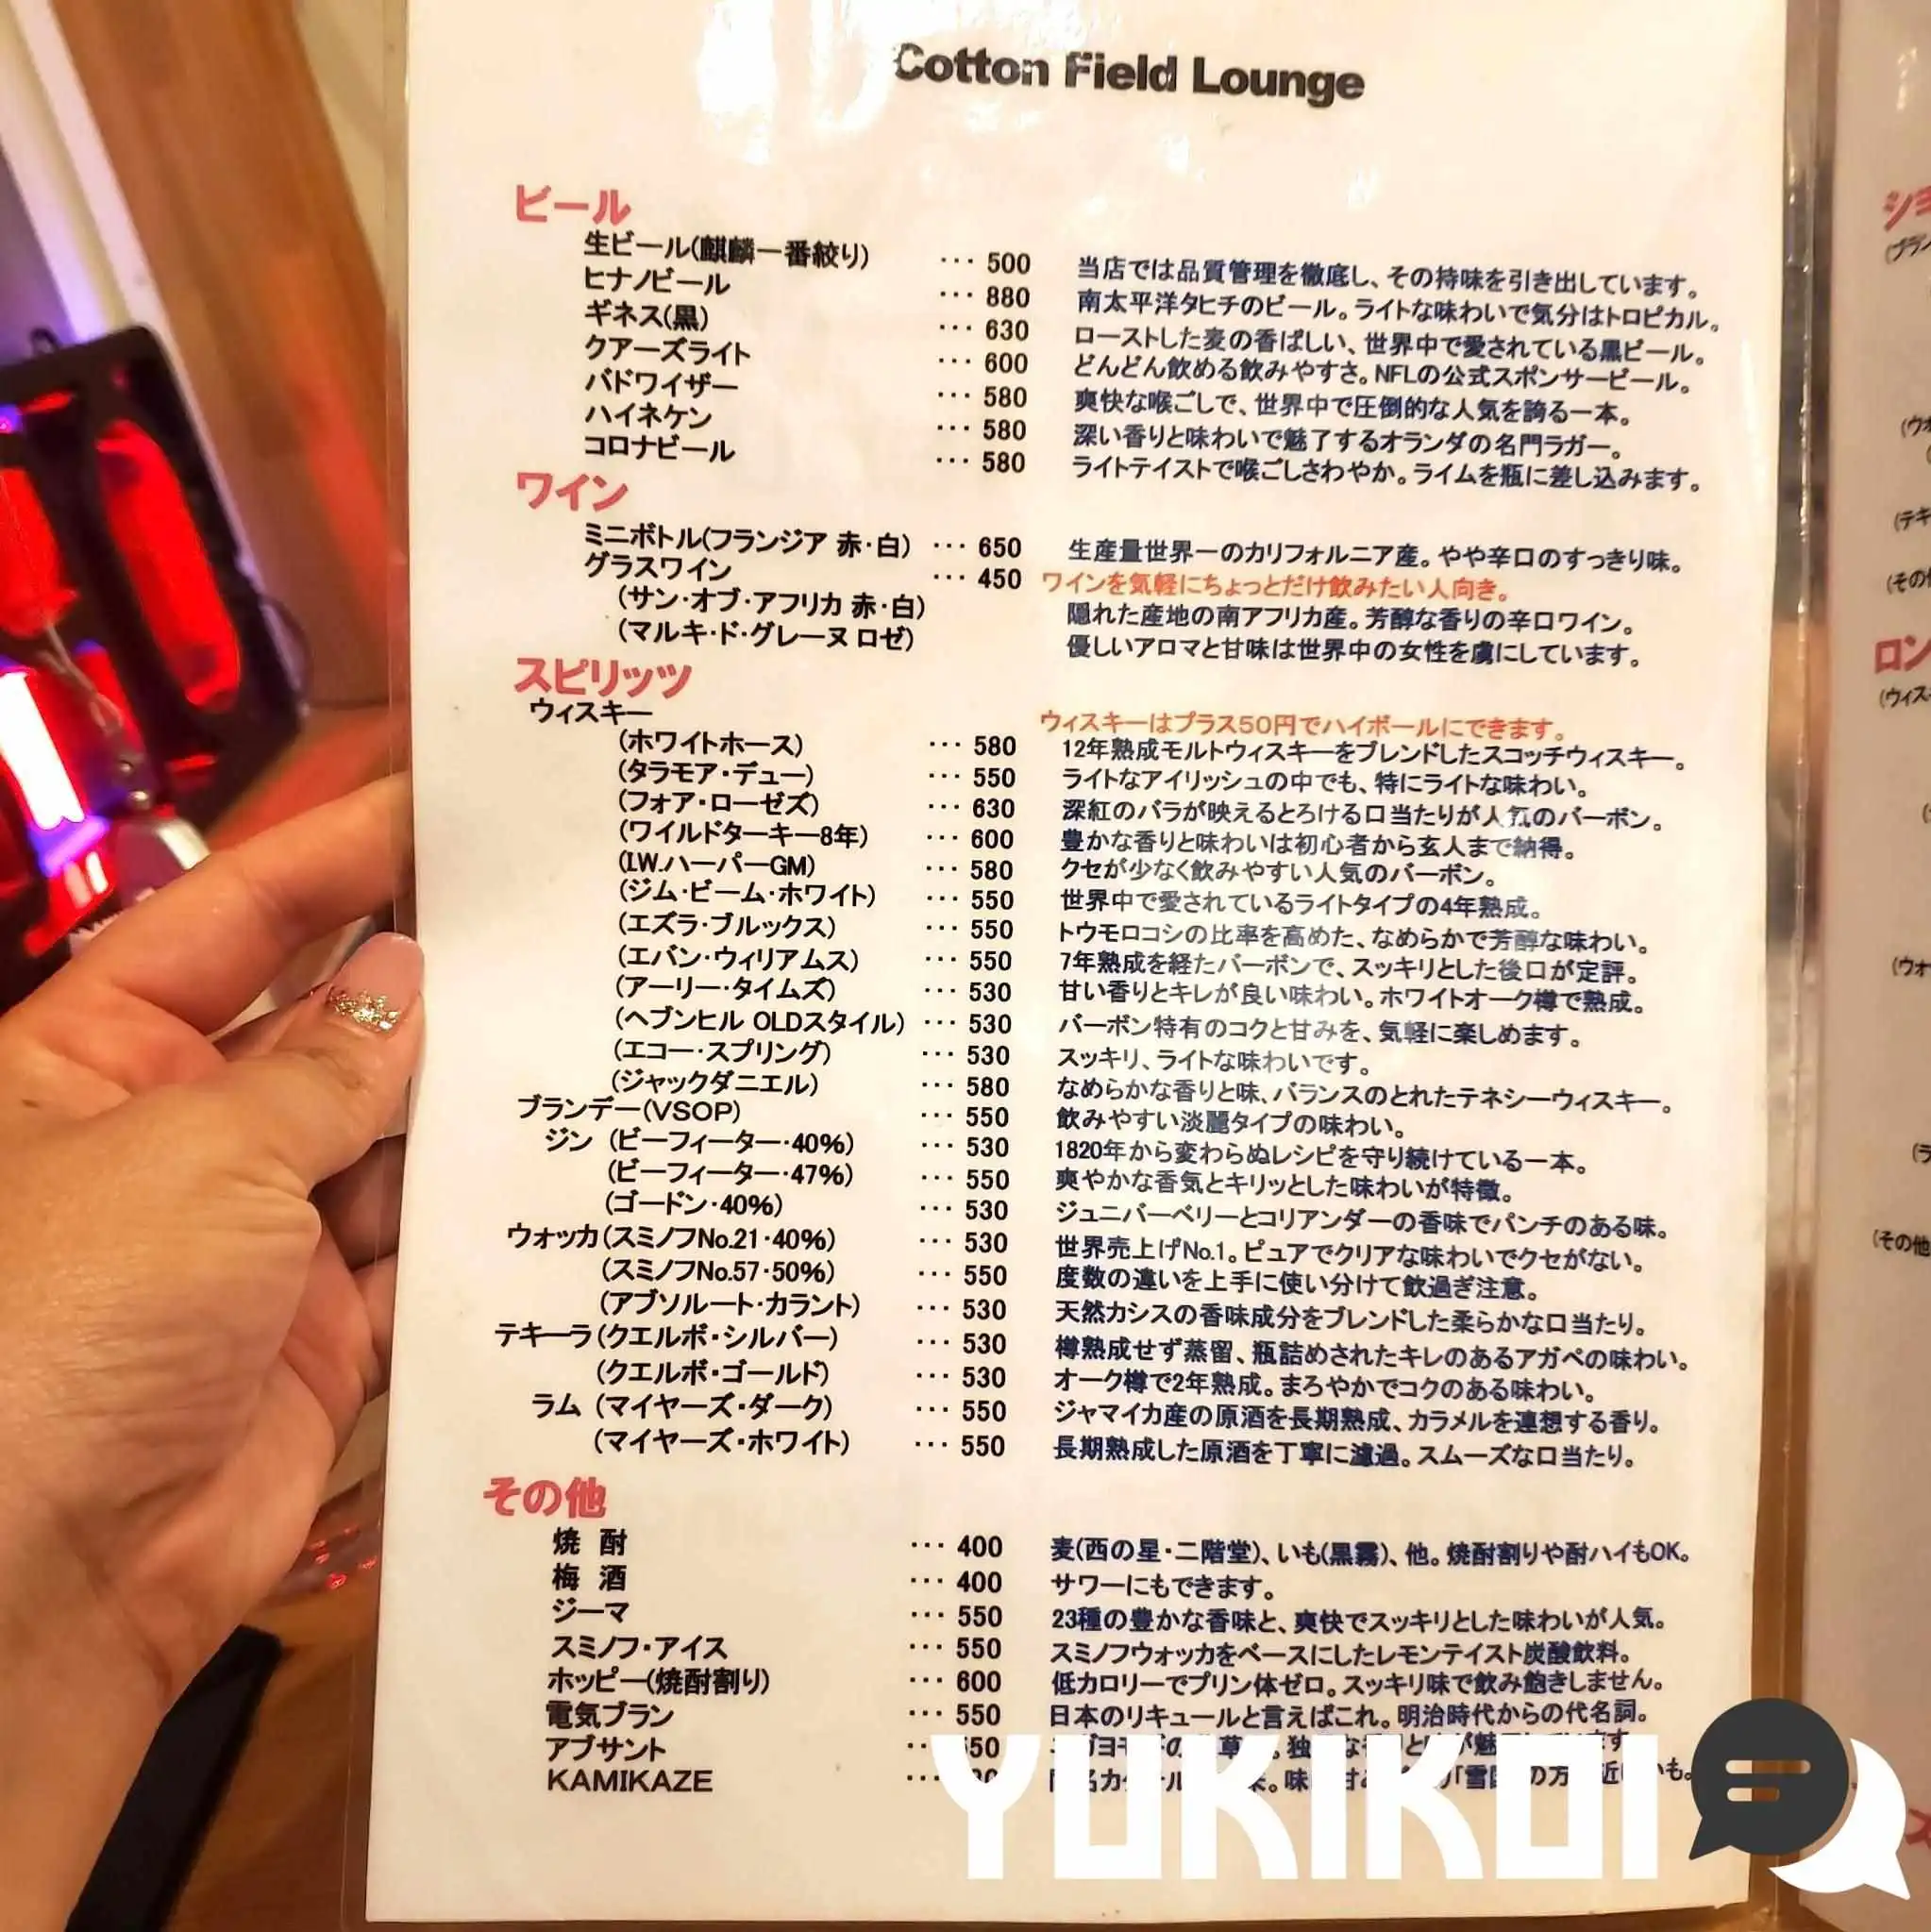 Cotton Field Lounge
ビール
生ビール(麒麟一番絞り) ･･･ 500 当店では品質管理を徹底し、その持味を引き出しています。
ヒナノビール ･･･ 880 南太平洋タヒチのビール。ライトな味わいで気分はトロピカル。
ギネス(黒) ･･･ 630 ローストした麦の香ばしい、世界中で愛されている黒ビール。
クアーズライト ･･･ 600 どんどん飲める飲みやすさ。NFLの公式スポンサービール。
バドワイザー ･･･ 580 爽快な喉ごしで、世界中で圧倒的な人気を誇る一本。
ハイネケン ･･･ 580 深い香りと味わいで魅了するオランダの名門ラガー。
コロナビール ･･･ 580 ライトテイストで喉ごしさわやか。ライムを瓶に差し込みます。
ワイン
ミニボトル(フランジア 赤･白) ･･･ 650 生産量世界一のカリフォルニア産。やや辛口のすっきり味。
グラスワイン ･･･ 450 ワインを気軽にちょっとだけ飲みたい人向き。
(サン･オブ･アフリカ 赤･白) 隠れた産地の南アフリカ産。芳醇な香りの辛口ワイン。
(マルキ･ド･グレーヌ ロゼ) 優しいアロマと甘味は世界中の女性を虜にしています。
スピリッツ
ウィスキー ウィスキーはプラス50円でハイボールにできます。
(ホワイトホース) ･･･ 580 12年熟成モルトウィスキーをブレンドしたスコッチウィスキー。
(タラモア・デュー) ･･･ 550 ライトなアイリッシュの中でも、特にライトな味わい。
(フォア・ローゼズ) ･･･ 630 深紅のバラが映えるとろける口当たりが人気のバーボン。
(ワイルドターキー8年) ･･･ 600 豊かな香りと味わいは初心者から玄人まで納得。
(I.W.ハーパーGM) ･･･ 580 クセが少なく飲みやすい人気のバーボン。
(ジム・ビーム・ホワイト) ･･･ 550 世界中で愛されているライトタイプの4年熟成。
(エズラ・ブルックス) ･･･ 550 トウモロコシの比率を高めた、なめらかで芳醇な味わい。
(エバン・ウィリアムス) ･･･ 550 7年熟成を経たバーボンで、スッキリとした後口が定評。
(アーリー・タイムズ) ･･･ 530 甘い香りとキレが良い味わい。ホワイトオーク樽で熟成。
(ヘブンヒル OLDスタイル) ･･･ 530 バーボン特有のコクと甘みを、気軽に楽しめます。
(エコー・スプリング) ･･･ 530 スッキリ、ライトな味わいです。
(ジャックダニエル) ･･･ 580 なめらかな香りと味、バランスのとれたテネシーウィスキー。
ブランデー(VSOP) ･･･ 550 飲みやすい淡麗タイプの味わい。
ジン (ビーフィーター・40%) ･･･ 530 1820年から変わらぬレシピを守り続けている一本。
(ビーフィーター・47%) ･･･ 550 爽やかな香気とキリッとした味わいが特徴。
(ゴードン・40%) ･･･ 530 ジュニバーベリーとコリアンダーの香味でパンチのある味。
ウォッカ(スミノフNo.21・40%) ･･･ 530 世界売上げNo.1。ピュアでクリアな味わいでクセがない。
(スミノフNo.57・50%) ･･･ 550 度数の違いを上手に使い分けて飲過ぎ注意。
(アブソルート・カラント) ･･･ 530 天然カシスの香味成分をブレンドした柔らかな口当たり。
テキーラ(クエルボ・シルバー) ･･･ 530 樽熟成せず蒸留、瓶詰めされたキレのあるアガペの味わい。
(クエルボ・ゴールド) ･･･ 530 オーク樽で2年熟成。まろやかでコクのある味わい。
ラム (マイヤーズ・ダーク) ･･･ 550 ジャマイカ産の原酒を長期熟成、カラメルを連想する香り。
(マイヤーズ・ホワイト) ･･･ 550 長期熟成した原酒を丁寧に濾過。スムーズな口当たり。
その他
焼 酎 ･･･ 400 麦(西の星・二階堂)、いも(黒霧)、他。焼酎割りや酎ハイもOK。
梅 酒 ･･･ 400 サワーにもできます。
ジーマ ･･･ 550 23種の豊かな香味と、爽快でスッキリとした味わいが人気。
スミノフ・アイス ･･･ 550 スミノフウォッカをベースにしたレモンテイスト炭酸飲料。
ホッピー(焼酎割り) ･･･ 600 低カロリーでプリン体ゼロ。スッキリ味で飲み飽きしません。
電気ブラン ･･･ 550 日本のリキュールと言えばこれ。明治時代からの代名詞。
アブサント
KAMIKAZE
YUKIKOI
ロン